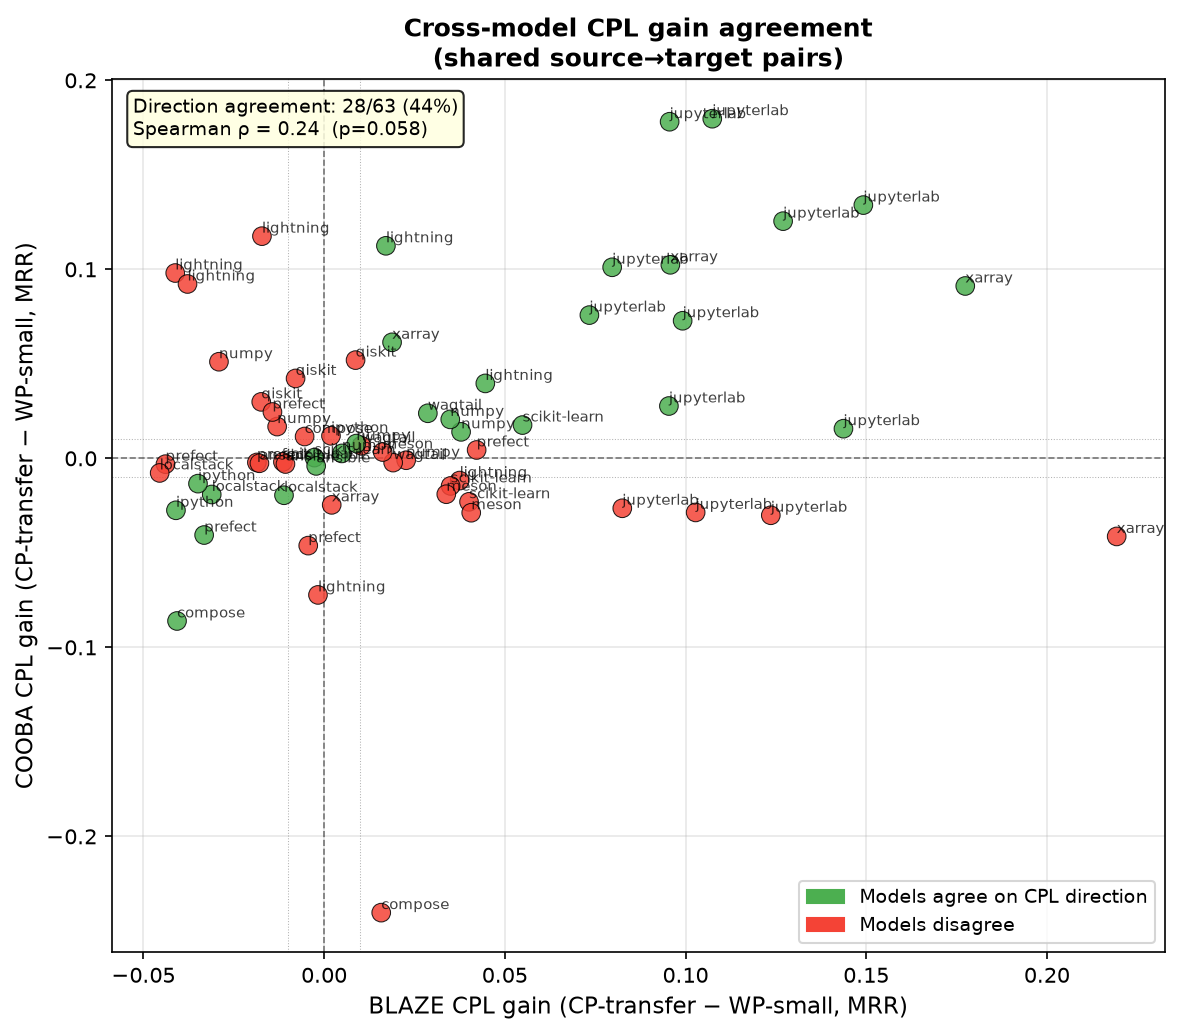 Cross-model CPL gain agreement
(shared source→target pairs)
Direction agreement: 28/63 (44%)
Spearman ρ = 0.24  (p=0.058)
COOBA CPL gain (CP-transfer − WP-small, MRR)
0.2
0.1
0.0
−0.1
−0.2
jupyterlab
jupyterlab
jupyterlab
jupyterlab
lightning
lightning
lightning
lightning
jupyterlab
xarray
xarray
jupyterlab
jupyterlab
xarray
numpy
qiskit
qiskit
lightning
qiskit
prefect
wagtail
numpy
jupyterlab
scikit-learn
numpy
numpy
jupyterlab
compose
ipython
prefect
meson
wagtail
numpy
prefect
localstack
lightning
scikit-learn
meson
scikit-learn
meson
ipython
localstack
localstack
ipython
xarray
jupyterlab
jupyterlab
jupyterlab
xarray
prefect
prefect
lightning
compose
compose
Models agree on CPL direction
Models disagree
−0.05
0.00
0.05
0.10
0.15
0.20
BLAZE CPL gain (CP-transfer − WP-small, MRR)